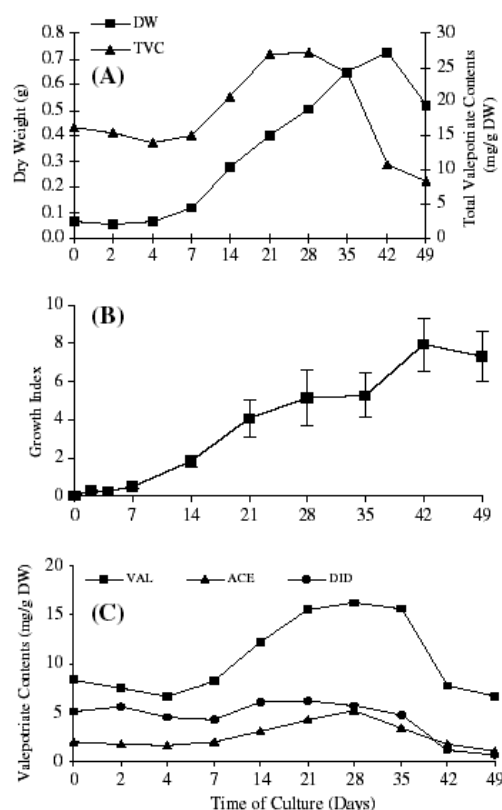 DW
TVC
(A)
Dry Weight (g)
0.8
0.7
0.6
0.5
0.4
0.3
0.2
0.1
0.0
Total Valepotriate Contents
(mg/g DW)
30
25
20
15
10
5
0
0 2 4 7 14 21 28 35 42 49
(B)
Growth Index
10
8
6
4
2
0
0 7 14 21 28 35 42 49
VAL ACE DID
(C)
Valepotriate Contents (mg/g DW)
20
15
10
5
0
0 2 4 7 14 21 28 35 42 49
Time of Culture (Days)